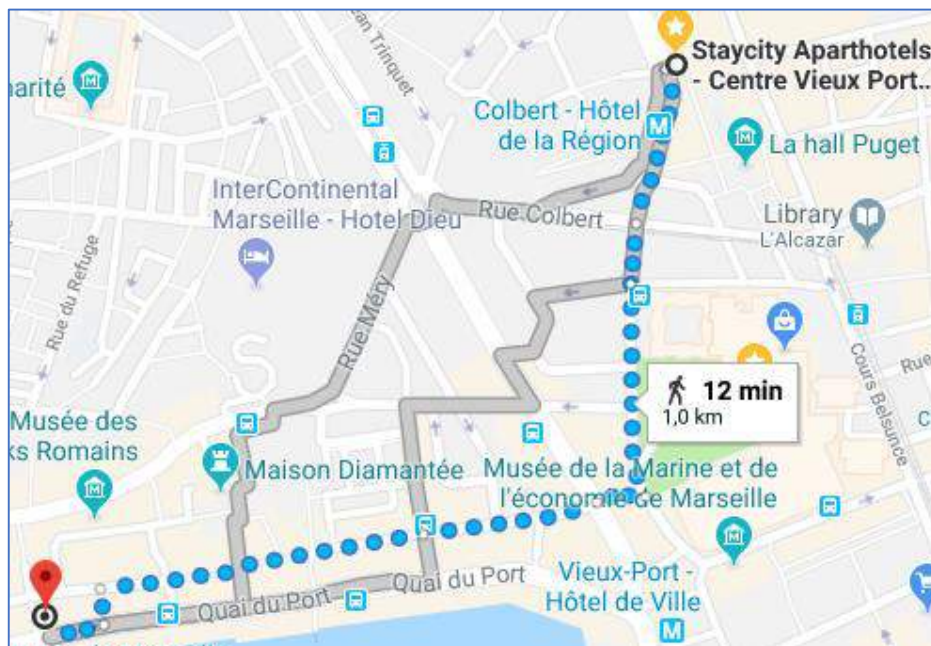 Staycity Aparthotels
- Centre Vieux Port...
arité
Jean Trinquet
Colbert - Hôtel
de la Région
M
La hall Puget
InterContinental
Marseille - Hotel Dieu
Rue Colbert
Library
L'Alcazar
Rue du Refuge
Rue Méry
Cours Belsunce
Rue
12 min
1,0 km
Musée des
ks Romains
Maison Diamantée
Musée de la Marine et de
l'économie de Marseille
Quai du Port
Quai du Port
Vieux-Port -
Hôtel de Ville
M